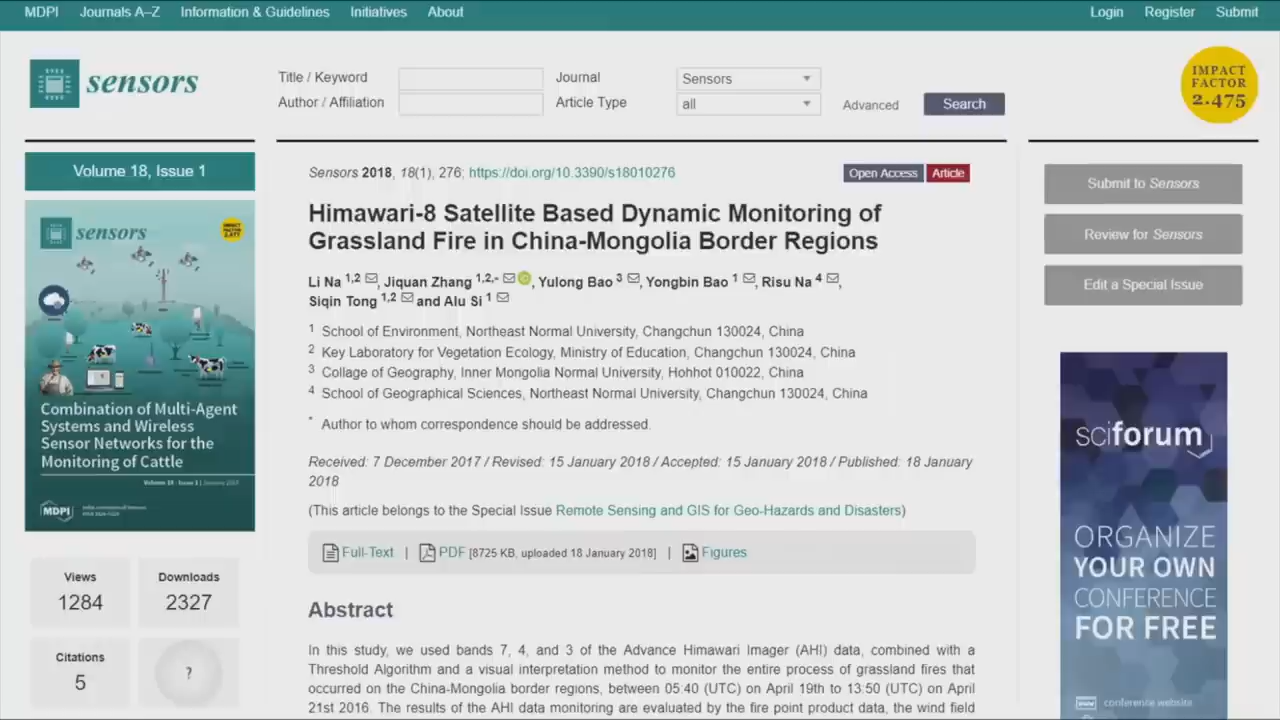 MDPI Journals A–Z Information & Guidelines Initiatives About Login Register Submit
sensors
Title / Keyword
Journal
Sensors
Author / Affiliation
Article Type
all
Advanced
Search
IMPACT
FACTOR
2.475
Volume 18, Issue 1
sensors
Combination of Multi-Agent
Systems and Wireless
Sensor Networks for the
Monitoring of Cattle
Volume 18 · Issue 1 | January 2018
MDPI
Views
1284
Downloads
2327
Citations
5
?
Sensors 2018, 18(1), 276; https://doi.org/10.3390/s18010276
Open Access Article
Himawari-8 Satellite Based Dynamic Monitoring of
Grassland Fire in China-Mongolia Border Regions
Li Na 1,2, Jiquan Zhang 1,2,*, Yulong Bao 3, Yongbin Bao 1, Risu Na 4,
Siqin Tong 1,2 and Alu Si 1
1 School of Environment, Northeast Normal University, Changchun 130024, China
2 Key Laboratory for Vegetation Ecology, Ministry of Education, Changchun 130024, China
3 Collage of Geography, Inner Mongolia Normal University, Hohhot 010022, China
4 School of Geographical Sciences, Northeast Normal University, Changchun 130024, China
* Author to whom correspondence should be addressed.
Received: 7 December 2017 / Revised: 15 January 2018 / Accepted: 15 January 2018 / Published: 18 January
2018
(This article belongs to the Special Issue Remote Sensing and GIS for Geo-Hazards and Disasters)
Full-Text | PDF [8725 KB, uploaded 18 January 2018] | Figures
Abstract
In this study, we used bands 7, 4, and 3 of the Advance Himawari Imager (AHI) data, combined with a
Threshold Algorithm and a visual interpretation method to monitor the entire process of grassland fires that
occurred on the China-Mongolia border regions, between 05:40 (UTC) on April 19th to 13:50 (UTC) on April
21st 2016. The results of the AHI data monitoring are evaluated by the fire point product data, the wind field
Submit to Sensors
Review for Sensors
Edit a Special Issue
sciforum
ORGANIZE
YOUR OWN
CONFERENCE
FOR FREE
conference website